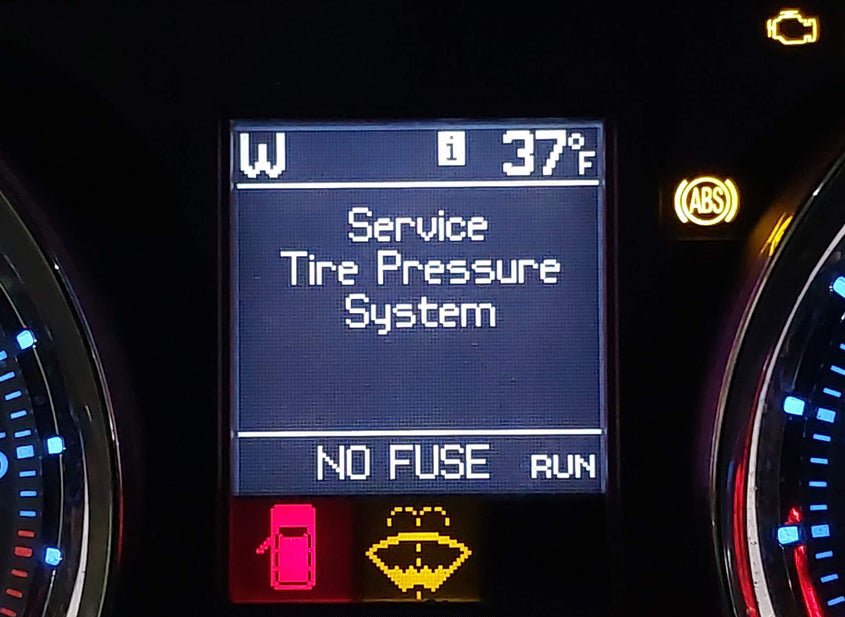 W i 37°F
ABS
Service
Tire Pressure
System
NO FUSE RUN